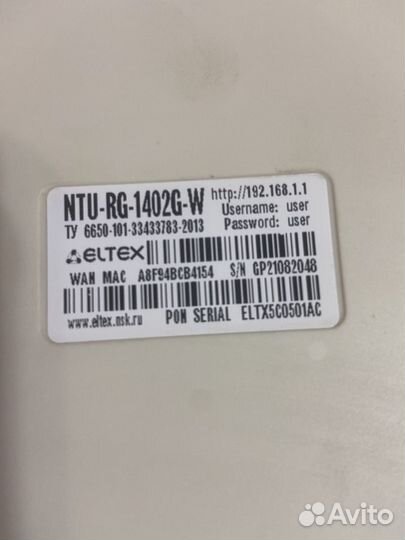 NTU-RG-1402G-W http://192.168.1.1
Username: user
ТУ 6650-101-33433783-2013 Password: user
ELTEX
WAN MAC A8F94BCB4154 S/N GP21082048
www.eltex.nsk.ru PON SERIAL ELTX5C0501AC
Avito